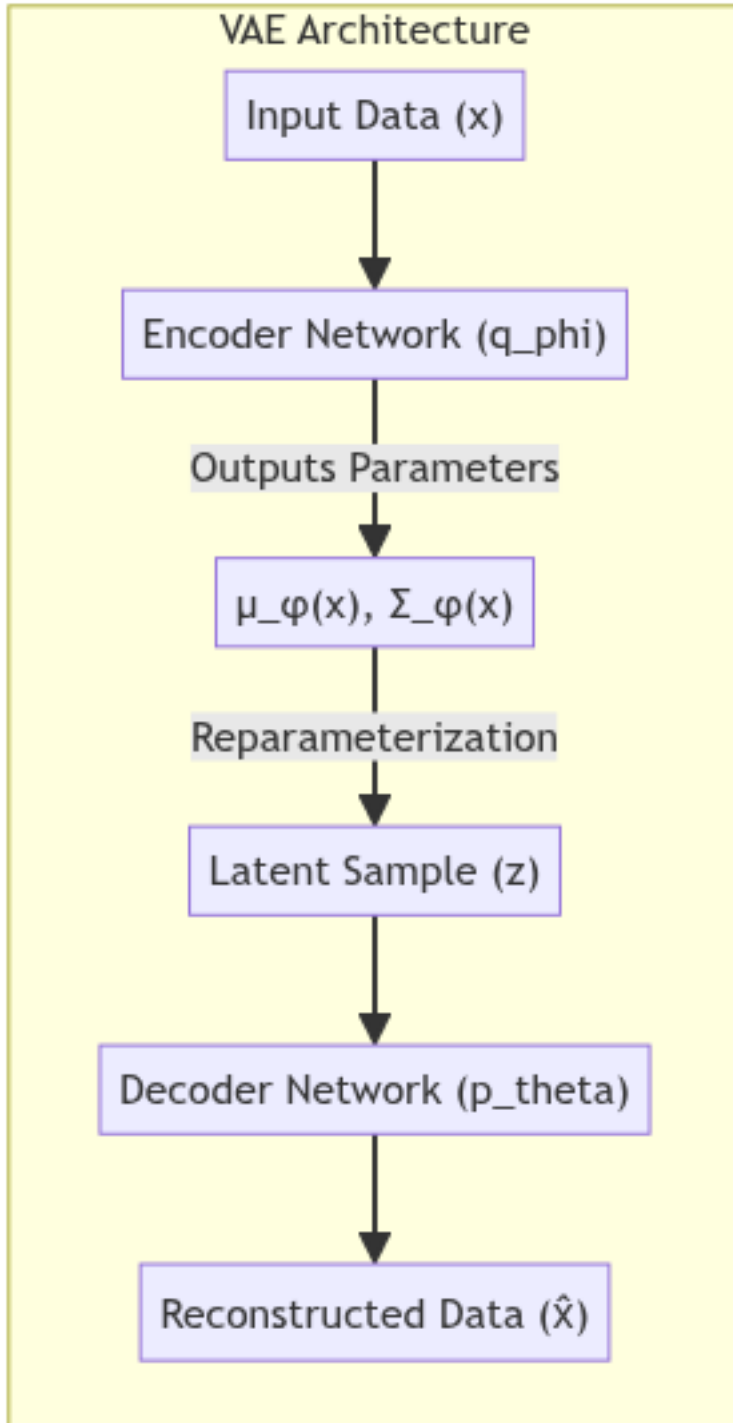 VAE Architecture
Input Data (x)
Encoder Network (q_phi)
Outputs Parameters
μ_φ(x), Σ_φ(x)
Reparameterization
Latent Sample (z)
Decoder Network (p_theta)
Reconstructed Data (x̂)